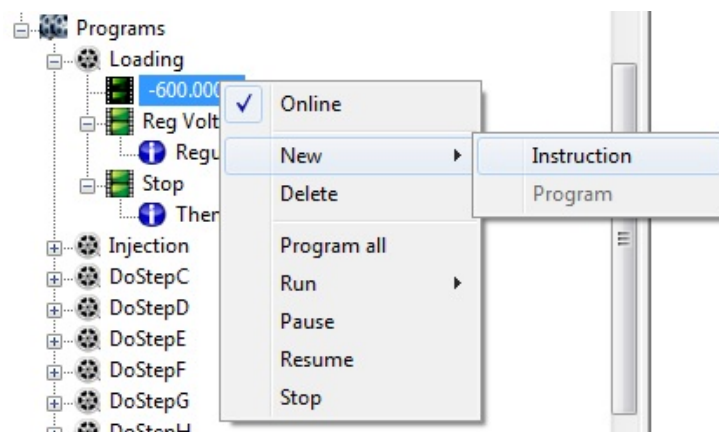 Programs
Loading
-600.000
Online
Reg Volt
Regu
New
Instruction
Stop
Delete
Program
Ther
Injection
Program all
DoStepC
Run
DoStepD
DoStepE
Pause
DoStepF
Resume
DoStepG
Stop
DoStepH